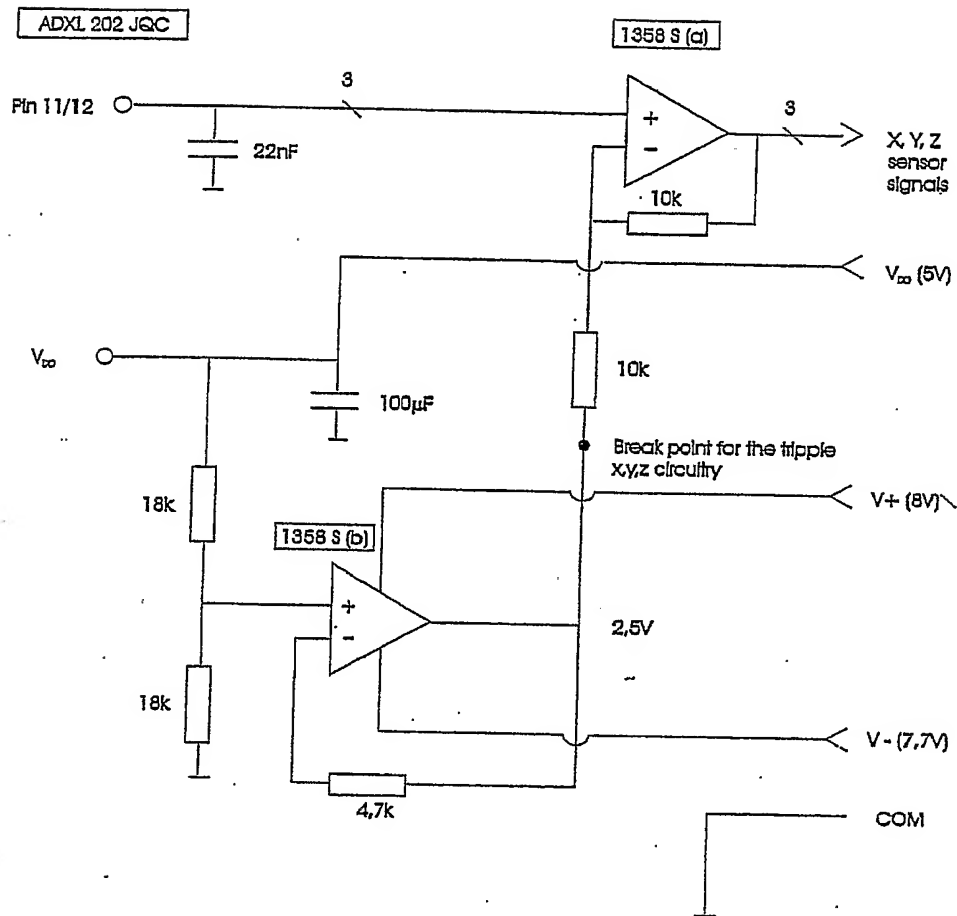 ADXL 202 JQC
1358 S (a)
Pin 11/12
3
3
+
-
22nF
X, Y, Z
sensor
signals
10k
V∞ (5V)
V∞
10k
100μF
Break point for the tripple
x,y,z circuitry
18k
V+ (8V)
1358 S (b)
+
-
2,5V
18k
V - (7,7V)
4,7k
COM